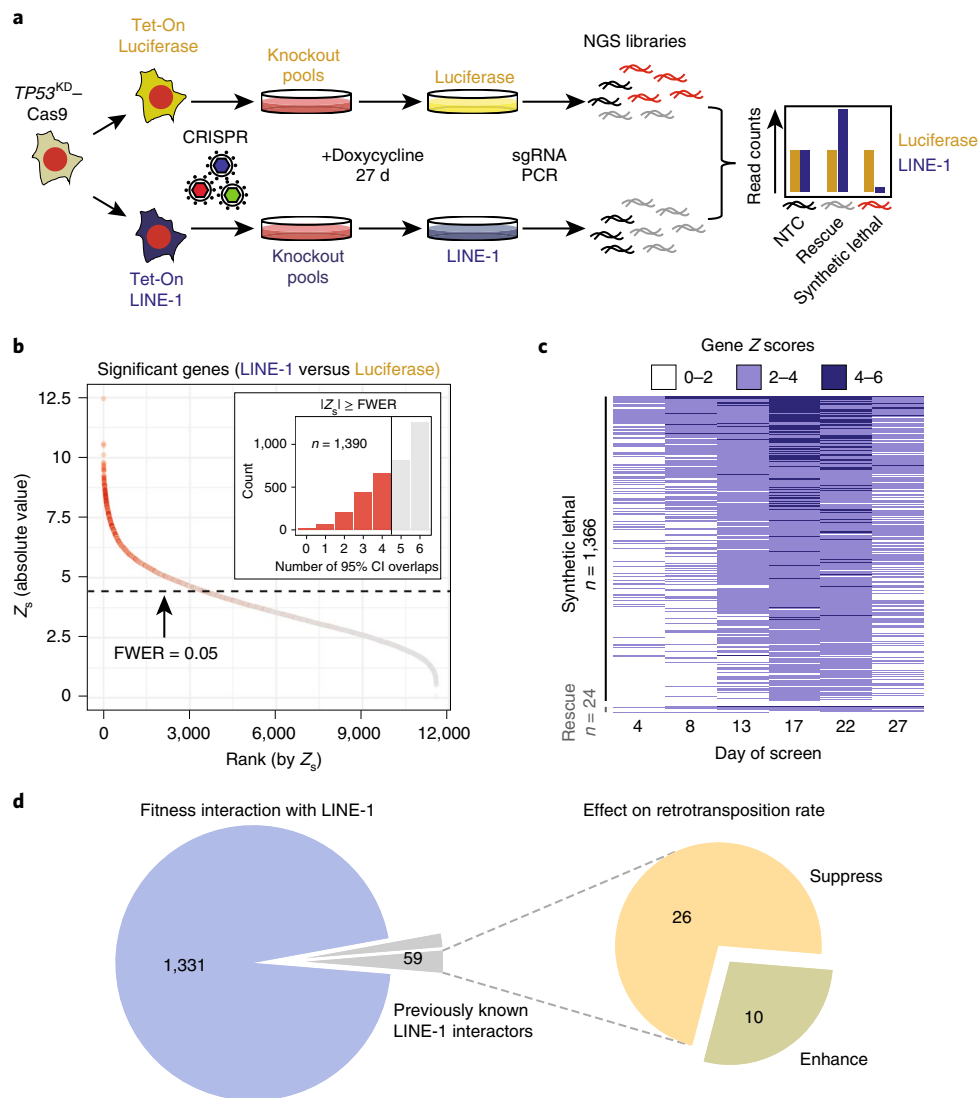 a
Tet-On
Luciferase
Knockout
pools
Luciferase
NGS libraries
TP53KD–
Cas9
CRISPR
+Doxycycline
27 d
sgRNA
PCR
Read counts
Luciferase
LINE-1
NTC
Rescue
Synthetic lethal
Tet-On
LINE-1
Knockout
pools
LINE-1
b
Significant genes (LINE-1 versus Luciferase)
Zs (absolute value)
12.5
10
7.5
5
2.5
0
|Zs| ≥ FWER
n = 1,390
Count
1,000
500
0
0 1 2 3 4 5 6
Number of 95% CI overlaps
FWER = 0.05
0 3,000 6,000 9,000 12,000
Rank (by Zs)
c
Gene Z scores
0–2 2–4 4–6
Synthetic lethal
n = 1,366
Rescue
n = 24
4 8 13 17 22 27
Day of screen
d
Fitness interaction with LINE-1
1,331
59
Previously known
LINE-1 interactors
Effect on retrotransposition rate
Suppress
26
10
Enhance